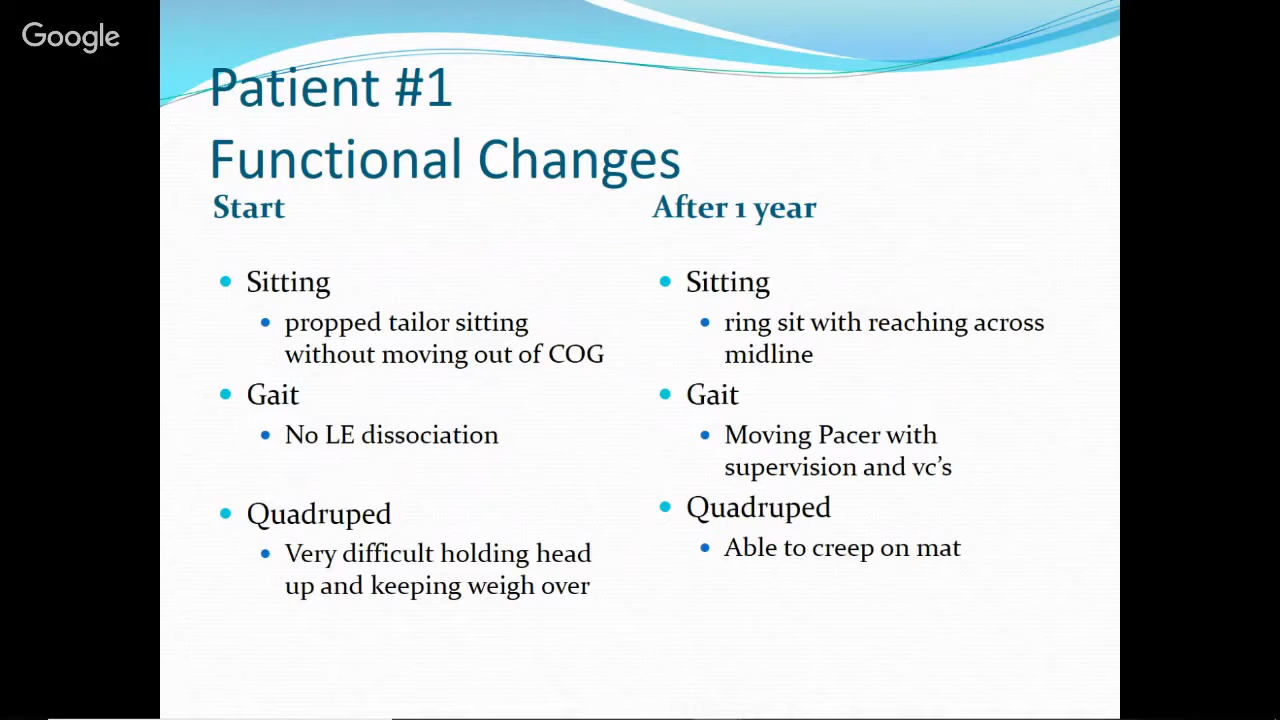 Google
Patient #1
Functional Changes
Start
After 1 year
Sitting
propped tailor sitting
without moving out of COG
Gait
No LE dissociation
Quadruped
Very difficult holding head
up and keeping weigh over
Sitting
ring sit with reaching across
midline
Gait
Moving Pacer with
supervision and vc’s
Quadruped
Able to creep on mat